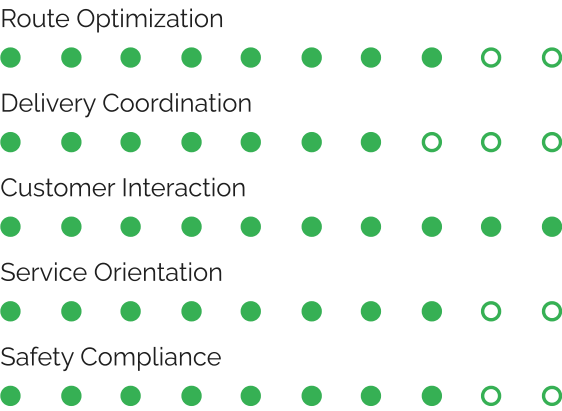 Route Optimization
Delivery Coordination
Customer Interaction
Service Orientation
Safety Compliance